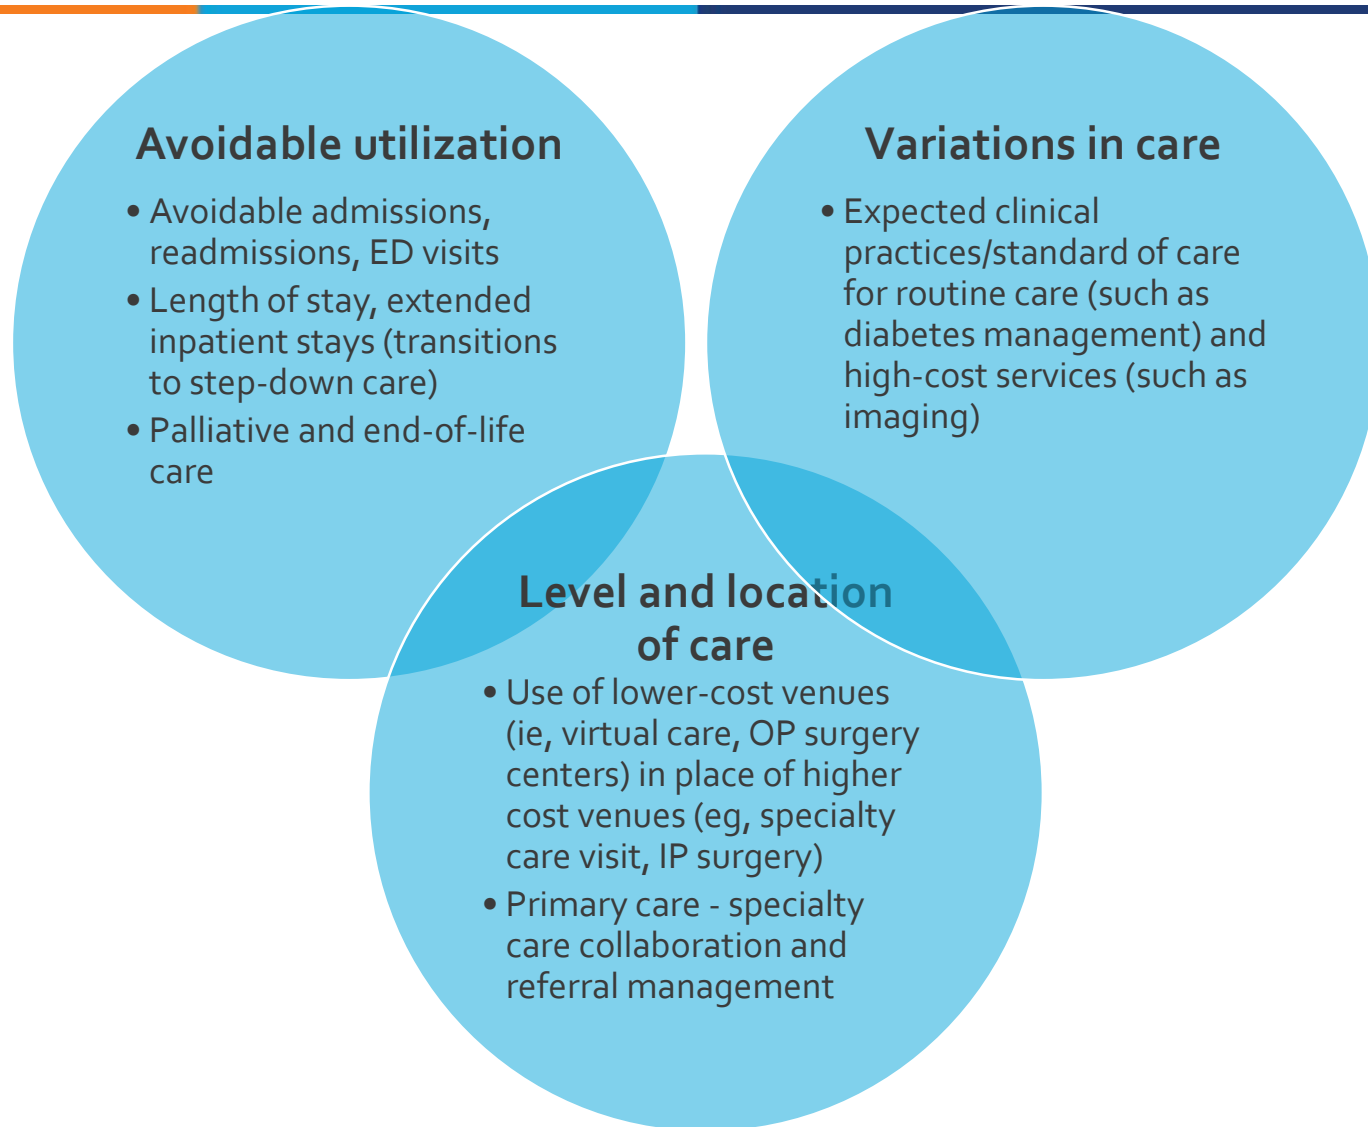 Avoidable utilization
• Avoidable admissions,
readmissions, ED visits
• Length of stay, extended
inpatient stays (transitions
to step-down care)
• Palliative and end-of-life
care
Variations in care
• Expected clinical
practices/standard of care
for routine care (such as
diabetes management) and
high-cost services (such as
imaging)
Level and location
of care
• Use of lower-cost venues
(ie, virtual care, OP surgery
centers) in place of higher
cost venues (eg, specialty
care visit, IP surgery)
• Primary care - specialty
care collaboration and
referral management